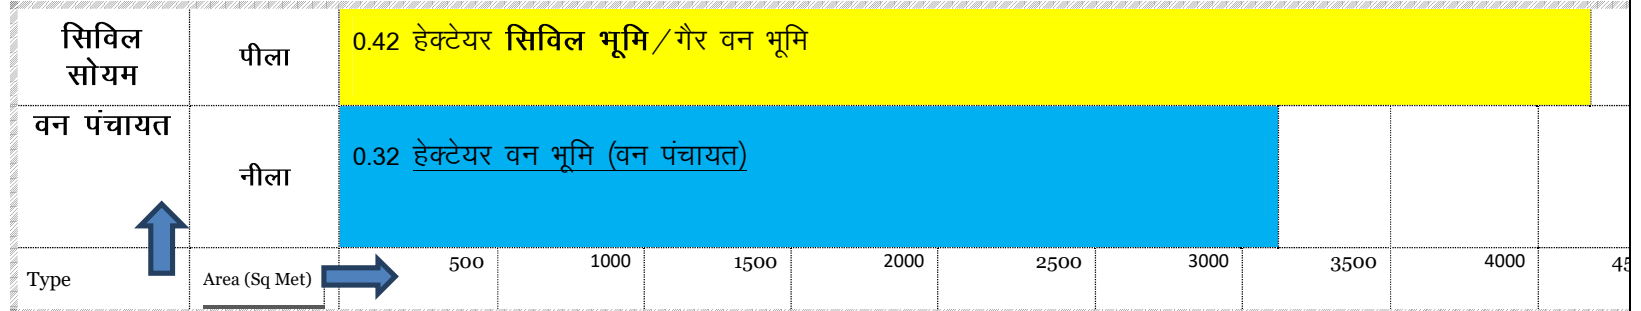 सिविल
सोयम
पीला
0.42 हेक्टेयर सिविल भूमि/गैर वन भूमि
वन पंचायत
नीला
0.32 हेक्टेयर वन भूमि (वन पंचायत)
Type
Area (Sq Met)
500 1000 1500 2000 2500 3000 3500 4000